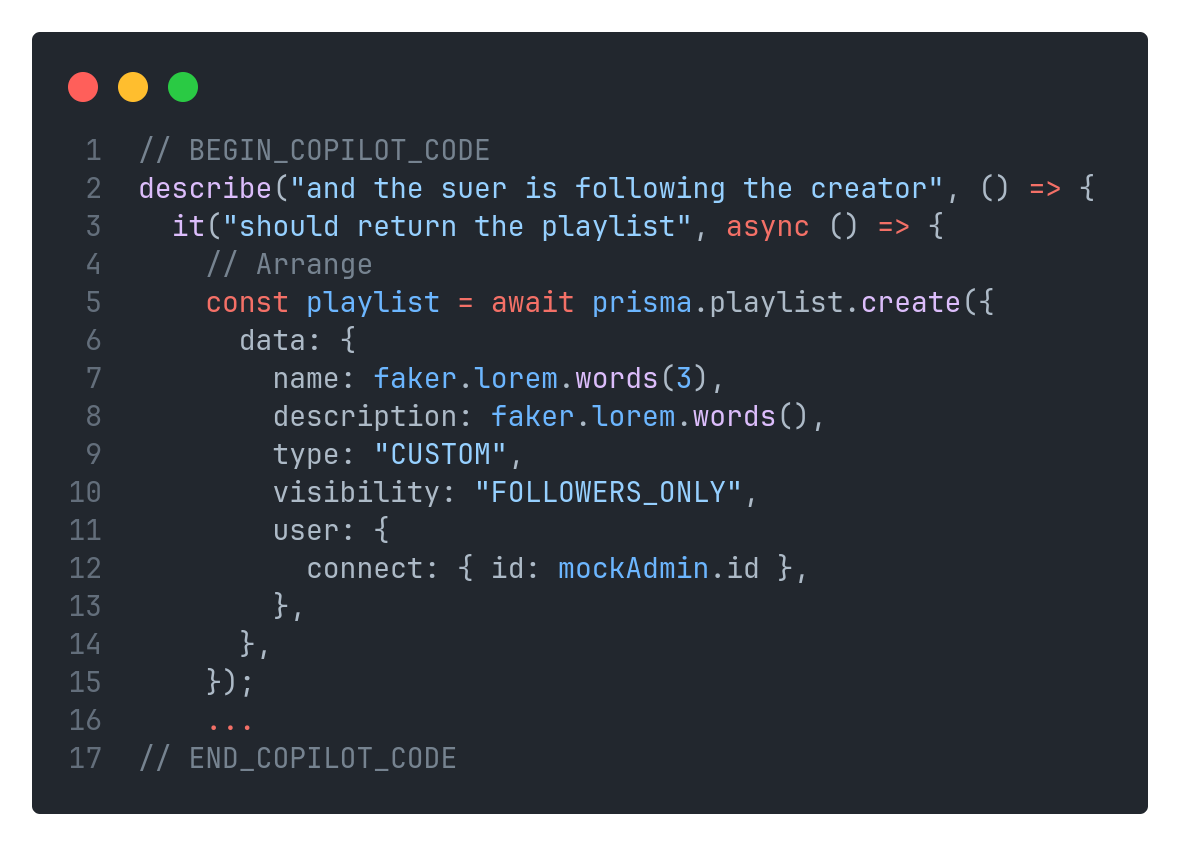 1 // BEGIN_COPILOT_CODE
2 describe("and the suer is following the creator", () => {
3   it("should return the playlist", async () => {
4     // Arrange
5     const playlist = await prisma.playlist.create({
6       data: {
7         name: faker.lorem.words(3),
8         description: faker.lorem.words(),
9         type: "CUSTOM",
10         visibility: "FOLLOWERS_ONLY",
11         user: {
12           connect: { id: mockAdmin.id },
13         },
14       },
15     });
16     ...
17 // END_COPILOT_CODE